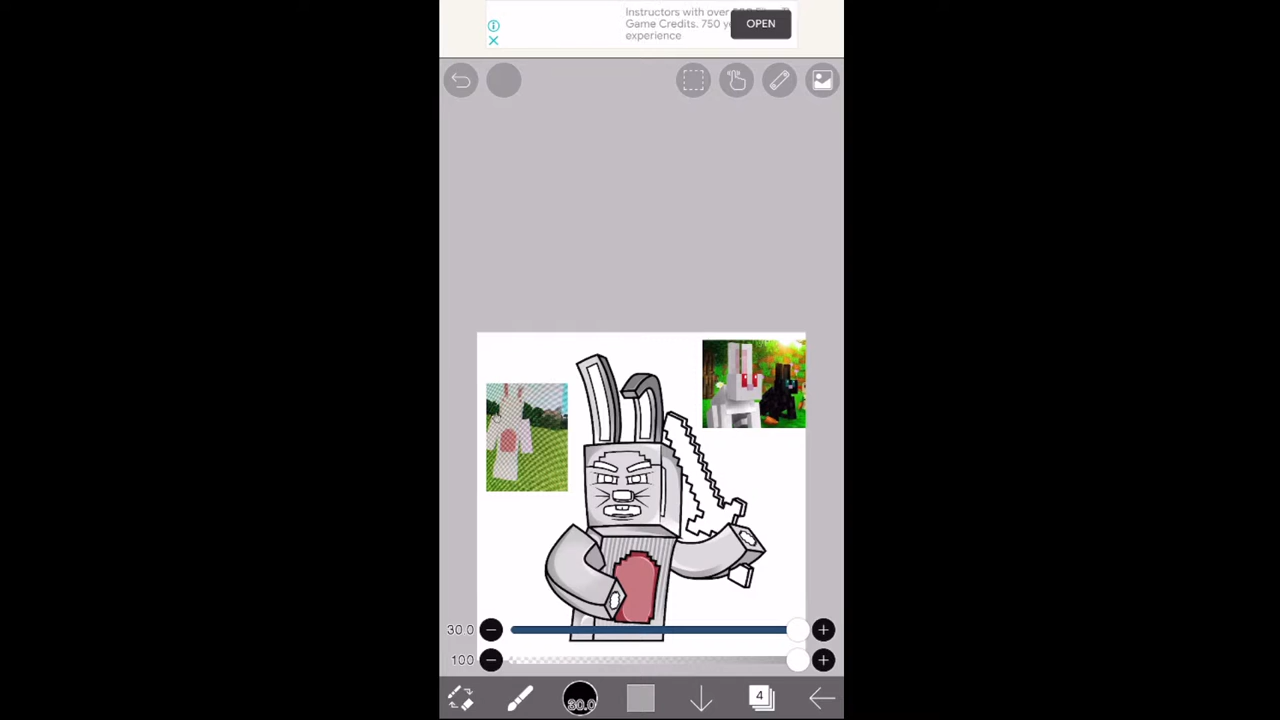 Instructors with over
Game Credits. 750
experience
OPEN
30.0
100
30.0
4